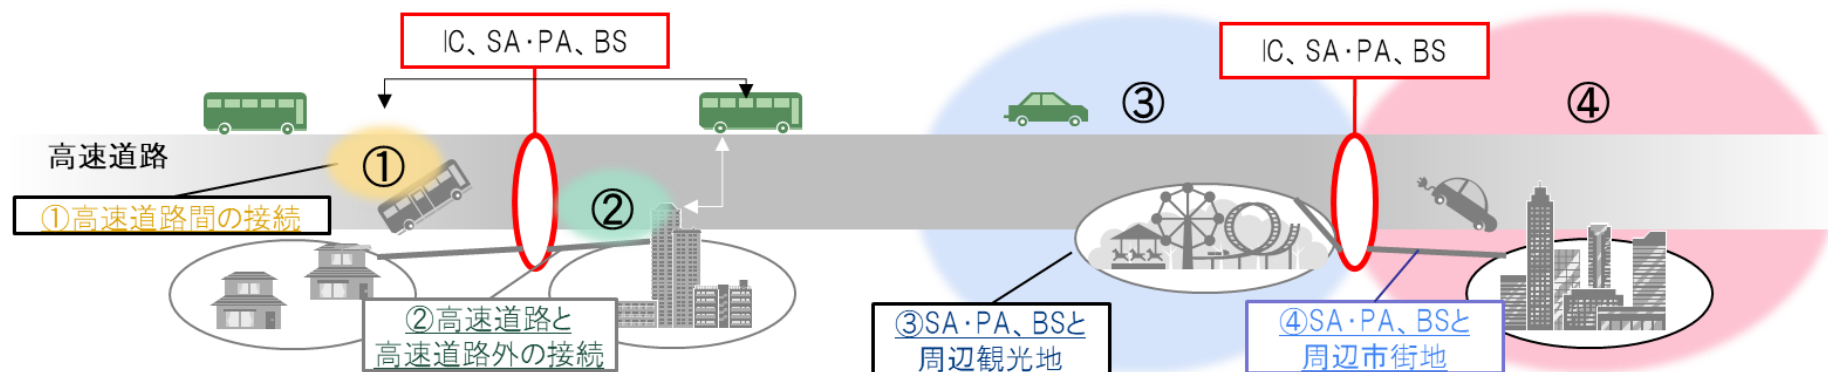 IC、SA・PA、BS
IC、SA・PA、BS
③
④
高速道路
①
②
①高速道路間の接続
②高速道路と
高速道路外の接続
③SA・PA、BSと
周辺観光地
④SA・PA、BSと
周辺市街地